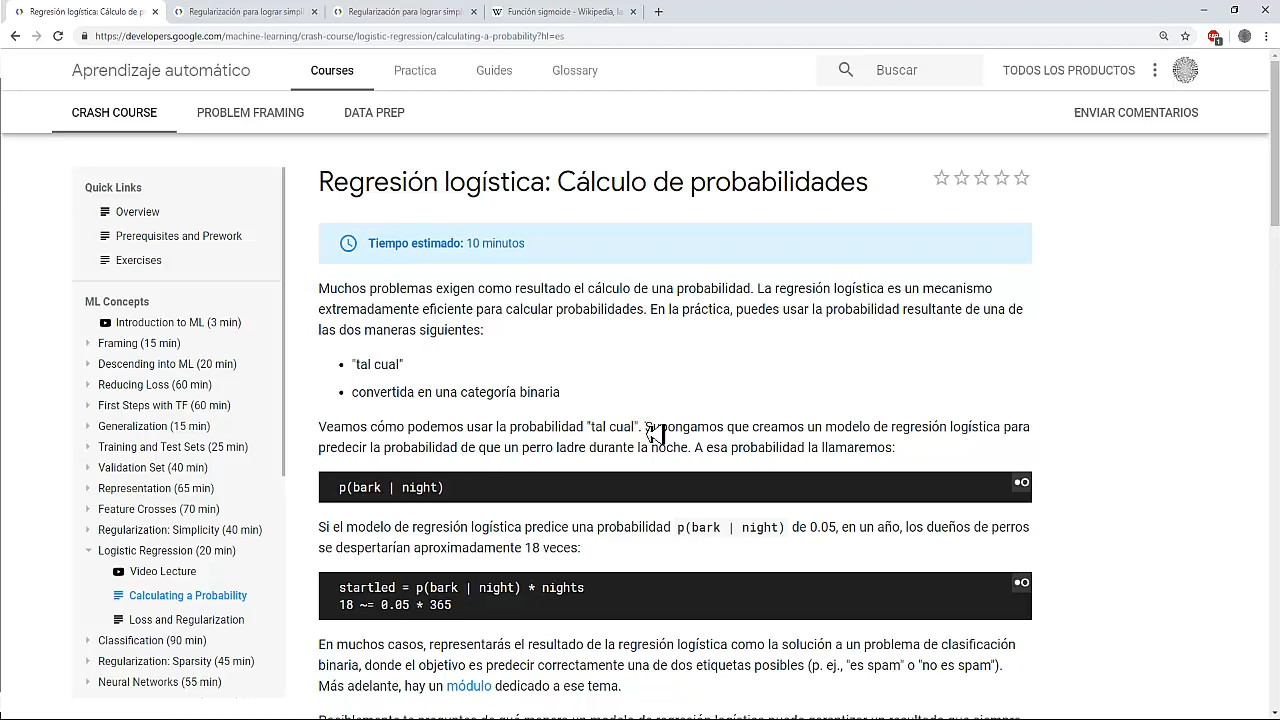 Regresión logística: Cálculo de p
Regularización para lograr simpli
Regularización para lograr simpli
Función sigmoide - Wikipedia, la
https://developers.google.com/machine-learning/crash-course/logistic-regression/calculating-a-probability?hl=es
Aprendizaje automático
Courses
Practica
Guides
Glossary
Buscar
TODOS LOS PRODUCTOS
CRASH COURSE
PROBLEM FRAMING
DATA PREP
ENVIAR COMENTARIOS
Quick Links
Overview
Prerequisites and Prework
Exercises
ML Concepts
Introduction to ML (3 min)
Framing (15 min)
Descending into ML (20 min)
Reducing Loss (60 min)
First Steps with TF (60 min)
Generalization (15 min)
Training and Test Sets (25 min)
Validation Set (40 min)
Representation (65 min)
Feature Crosses (70 min)
Regularization: Simplicity (40 min)
Logistic Regression (20 min)
Video Lecture
Calculating a Probability
Loss and Regularization
Classification (90 min)
Regularization: Sparsity (45 min)
Neural Networks (55 min)
Regresión logística: Cálculo de probabilidades
Tiempo estimado: 10 minutos
Muchos problemas exigen como resultado el cálculo de una probabilidad. La regresión logística es un mecanismo
extremadamente eficiente para calcular probabilidades. En la práctica, puedes usar la probabilidad resultante de una de
las dos maneras siguientes:
• "tal cual"
• convertida en una categoría binaria
Veamos cómo podemos usar la probabilidad "tal cual". Supongamos que creamos un modelo de regresión logística para
predecir la probabilidad de que un perro ladre durante la noche. A esa probabilidad la llamaremos:
p(bark | night)
Si el modelo de regresión logística predice una probabilidad p(bark | night) de 0.05, en un año, los dueños de perros
se despertarían aproximadamente 18 veces:
startled = p(bark | night) * nights
18 ~= 0.05 * 365
En muchos casos, representarás el resultado de la regresión logística como la solución a un problema de clasificación
binaria, donde el objetivo es predecir correctamente una de dos etiquetas posibles (p. ej., "es spam" o "no es spam").
Más adelante, hay un módulo dedicado a ese tema.